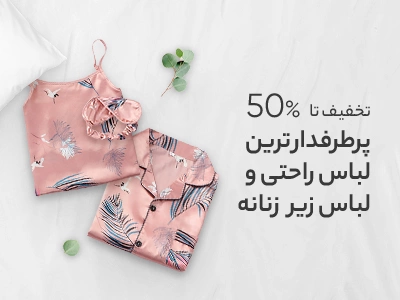 تخفیف تا 50%
پرطرفدارترین
لباس راحتی و
لباس زیر زنانه